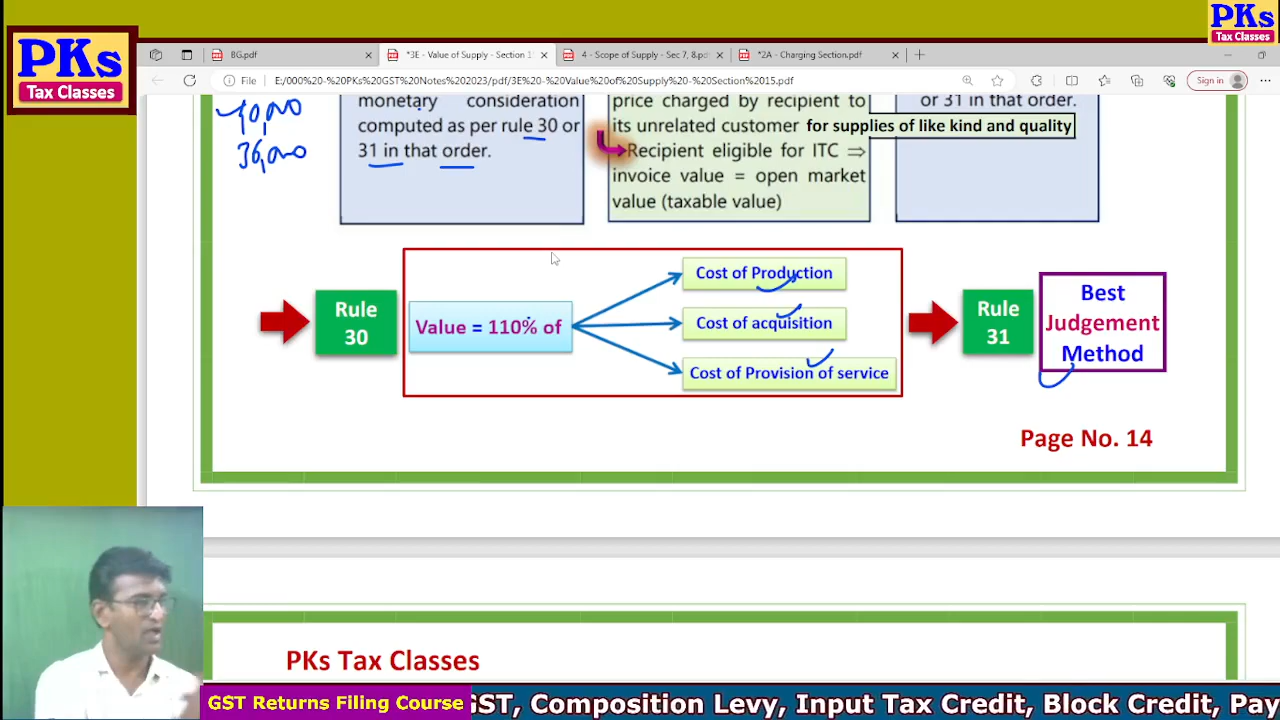 PKs
Tax Classes
PKs
Tax Classes
BG.pdf
*3E - Value of Supply - Section 1
4 - Scope of Supply - Sec 7, 8.pd
*2A - Charging Section.pdf
File
E:/000%20-%20PKs%20GST%20Notes%202023/pdf/3E%20-%20Value%20of%20Supply%20-%20Section%2015.pdf
Sign in
36,000
monetary consideration
computed as per rule 30 or
31 in that order.
price charged by recipient to
its unrelated customer for supplies of like kind and quality
Recipient eligible for ITC ⇒
invoice value = open market
value (taxable value)
or 31 in that order.
Rule
30
Value = 110% of
Cost of Production
Cost of acquisition
Cost of Provision of service
Rule
31
Best
Judgement
Method
Page No. 14
PKs Tax Classes
GST Returns Filing Course
GST, Composition Levy, Input Tax Credit, Block Credit, Pay